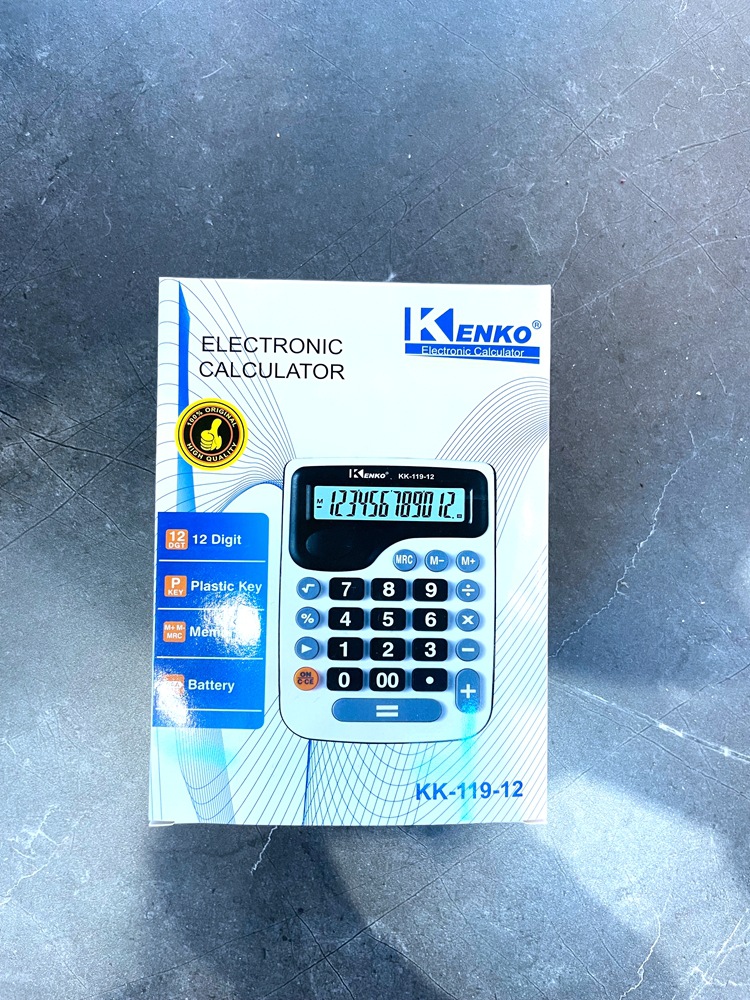 KENKO®
Electronic Calculator
ELECTRONIC
CALCULATOR
100% ORIGINAL
HIGH QUALITY
KENKO® KK-119-12
M
123456789012.
12
DGT
12 Digit
P
KEY
Plastic Key
M+ M-
MRC
Battery
MRC M− M+
√ 7 8 9 ÷
% 4 5 6 ×
▶ 1 2 3 −
ON
C·CE
0 00 • +
=
KK-119-12